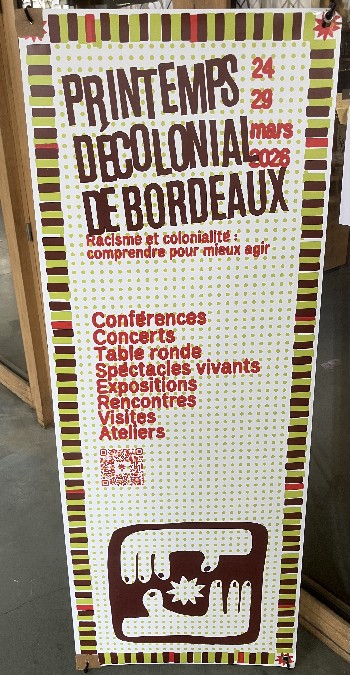 PRINTEMPS
DÉCOLONIAL
DE BORDEAUX
24
29
mars
2026
Racisme et colonialité :
comprendre pour mieux agir
Conférences
Concerts
Table ronde
Spectacles vivants
Expositions
Rencontres
Visites
Ateliers